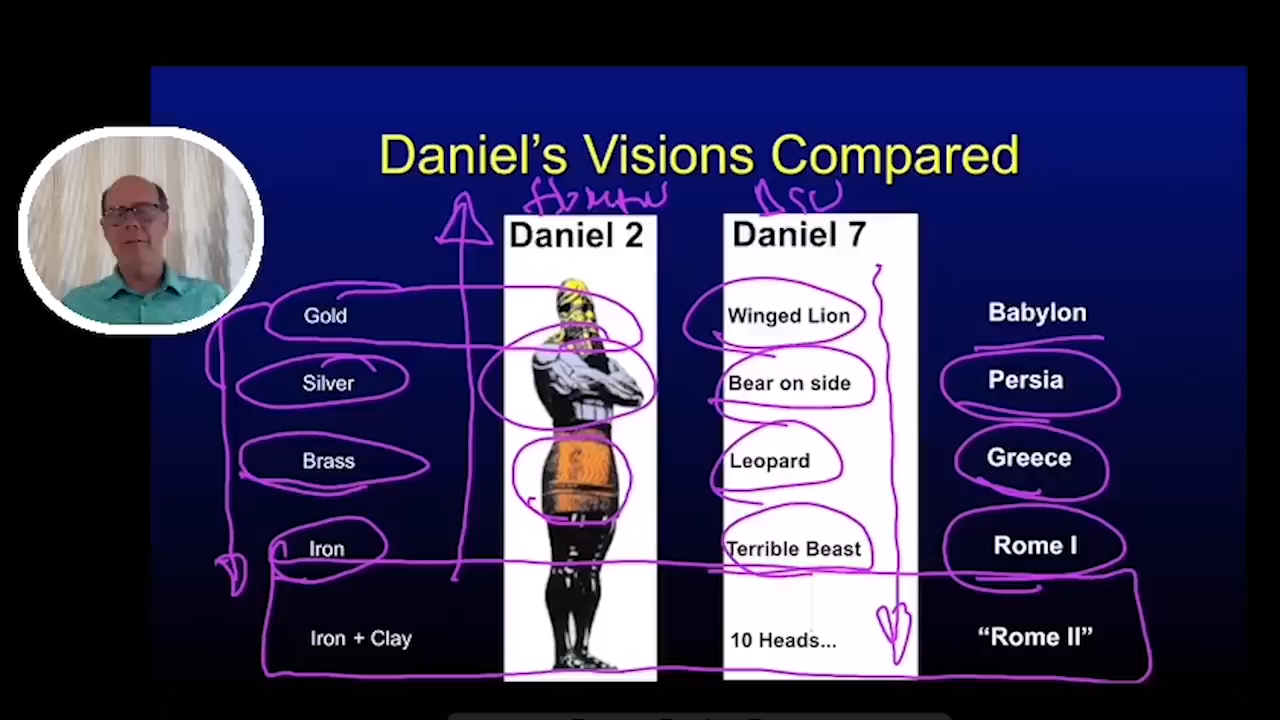 Daniel's Visions Compared
HUMAN
Daniel 2
Daniel 7
Gold
Winged Lion
Babylon
Silver
Bear on side
Persia
Brass
Leopard
Greece
Iron
Terrible Beast
Rome I
Iron + Clay
10 Heads...
“Rome II”